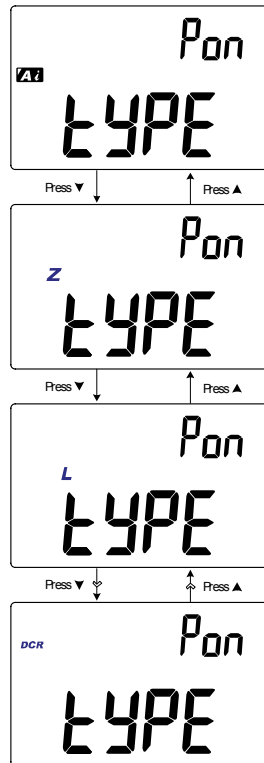 Pon
Ai
tYPE
Press ▼ Press ▲
Pon
Z
tYPE
Press ▼ Press ▲
Pon
L
tYPE
Press ▼ Press ▲
Pon
DCR
tYPE